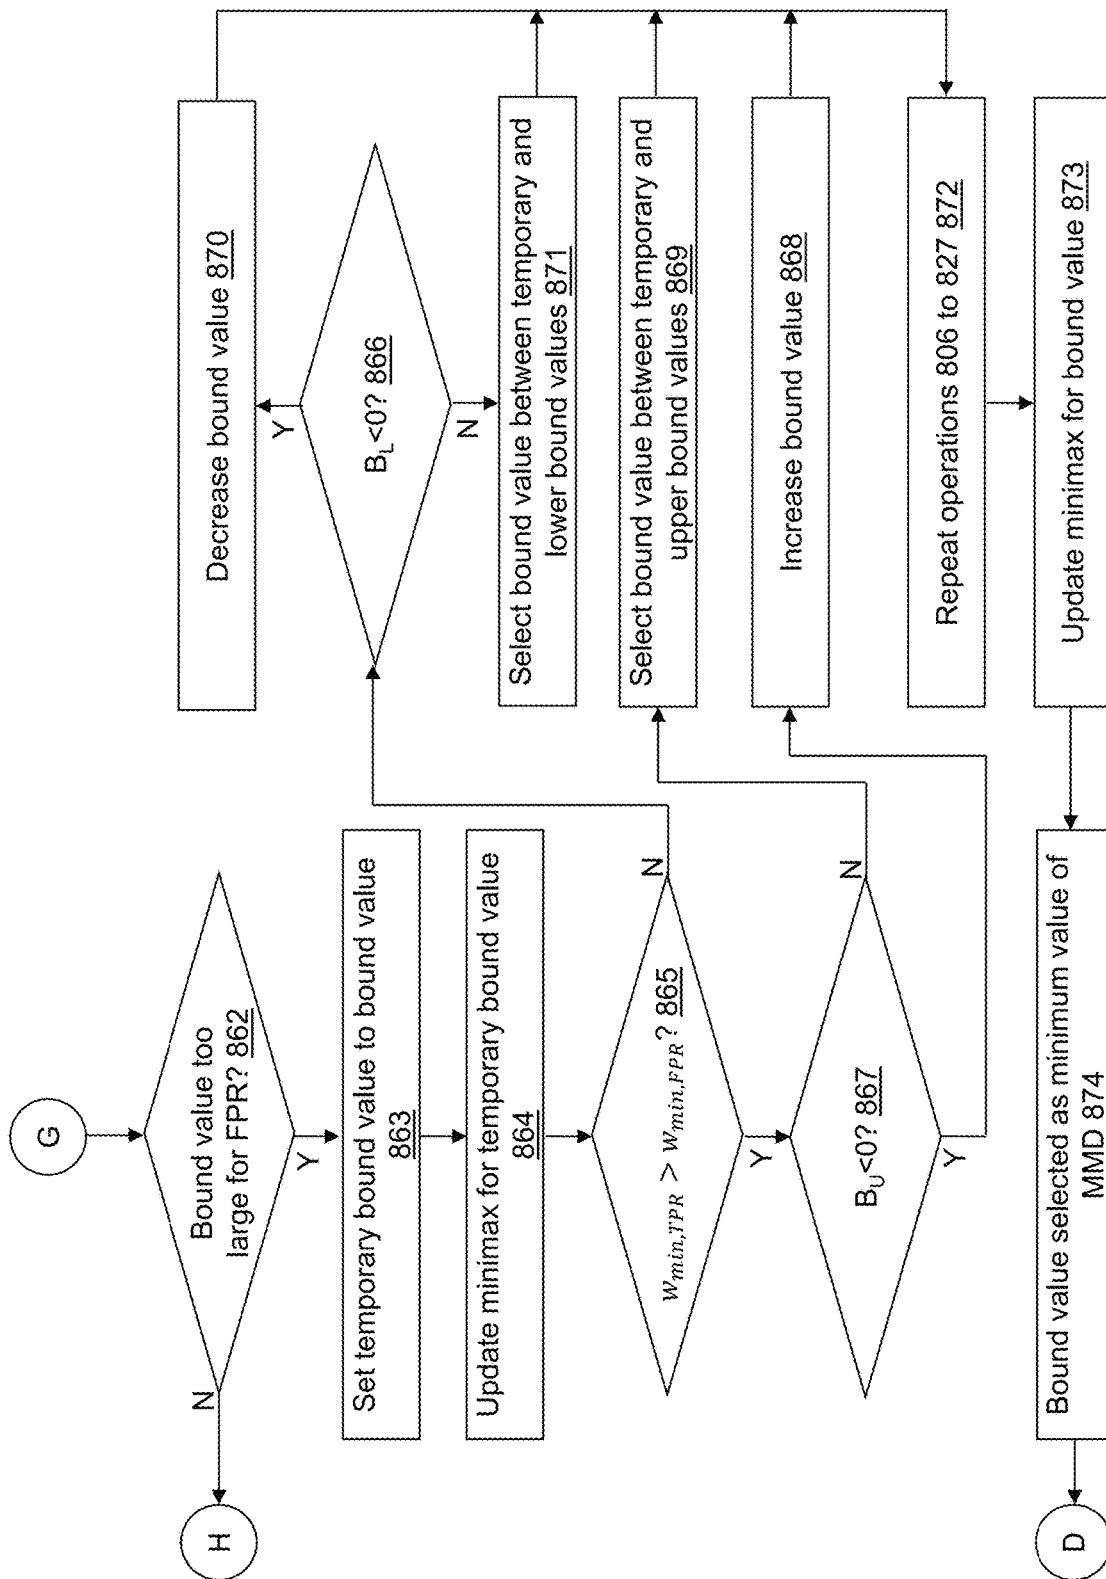 G
Bound value too
large for FPR? 862
N
H
Y
Set temporary bound value to bound value
863
Update minimax for temporary bound value
864
w_min,TPR > w_min,FPR? 865
N
Y
B_U<0? 867
N
Y
Decrease bound value 870
Y
B_L<0? 866
N
Select bound value between temporary and
lower bound values 871
Select bound value between temporary and
upper bound values 869
Increase bound value 868
Repeat operations 806 to 827 872
Update minimax for bound value 873
Bound value selected as minimum value of
MMD 874
D